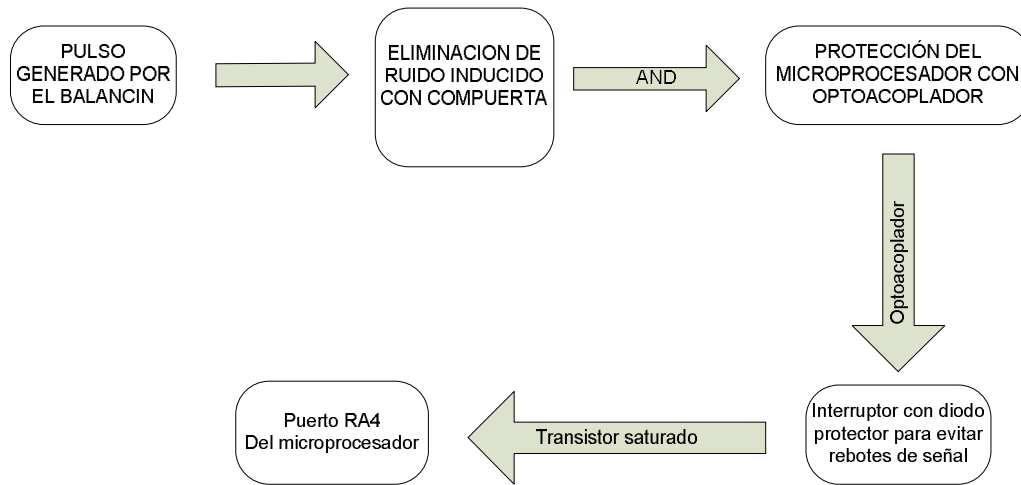 PULSO
GENERADO POR
EL BALANCIN
ELIMINACION DE
RUIDO INDUCIDO
CON COMPUERTA
AND
PROTECCIÓN DEL
MICROPROCESADOR CON
OPTOACOPLADOR
Optoacoplador
Interruptor con diodo
protector para evitar
rebotes de señal
Transistor saturado
Puerto RA4
Del microprocesador